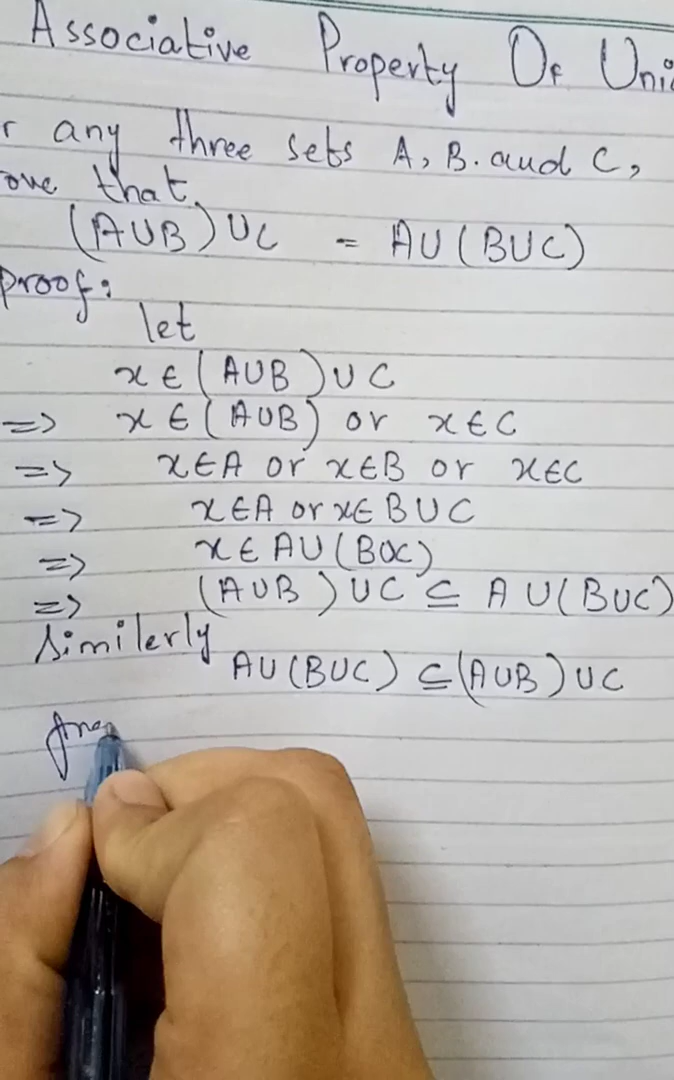 Associative Property Of Uni
r any three sets A, B. and C,
ove that,
(AUB)UC = AU(BUC)
proof:
let
x ∈ (AUB)UC
=> x ∈ (AUB) or x∈C
=> x∈A or x∈B or x∈C
=> x∈A or x∈ BUC
=> x∈ AU(BUC)
=> (AUB)UC ⊆ AU(BUC)
Similerly
AU(BUC) ⊆ (AUB)UC